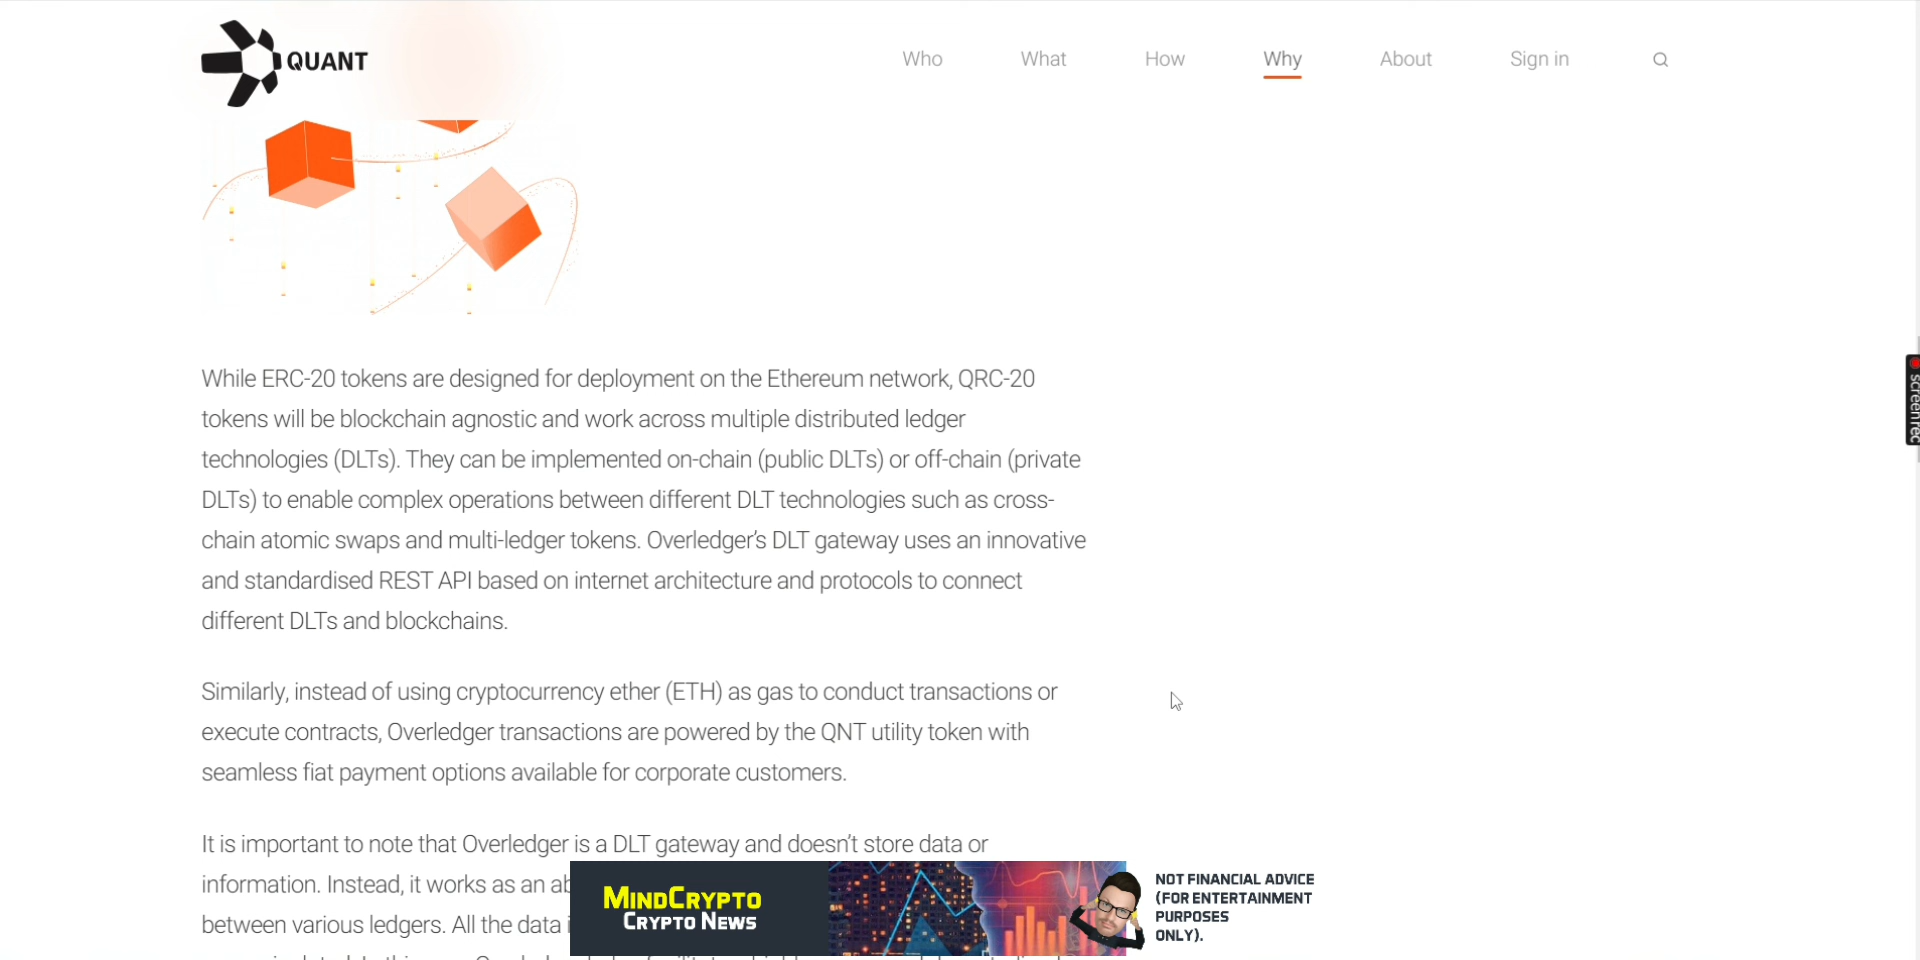 QUANT
Who
What
How
Why
About
Sign in
While ERC-20 tokens are designed for deployment on the Ethereum network, QRC-20
tokens will be blockchain agnostic and work across multiple distributed ledger
technologies (DLTs). They can be implemented on-chain (public DLTs) or off-chain (private
DLTs) to enable complex operations between different DLT technologies such as cross-
chain atomic swaps and multi-ledger tokens. Overledger’s DLT gateway uses an innovative
and standardised REST API based on internet architecture and protocols to connect
different DLTs and blockchains.
Similarly, instead of using cryptocurrency ether (ETH) as gas to conduct transactions or
execute contracts, Overledger transactions are powered by the QNT utility token with
seamless fiat payment options available for corporate customers.
It is important to note that Overledger is a DLT gateway and doesn’t store data or
information. Instead, it works as an
between various ledgers. All the data
MINDCRYPTO
CRYPTO NEWS
NOT FINANCIAL ADVICE
(FOR ENTERTAINMENT
PURPOSES
ONLY).
screenrec